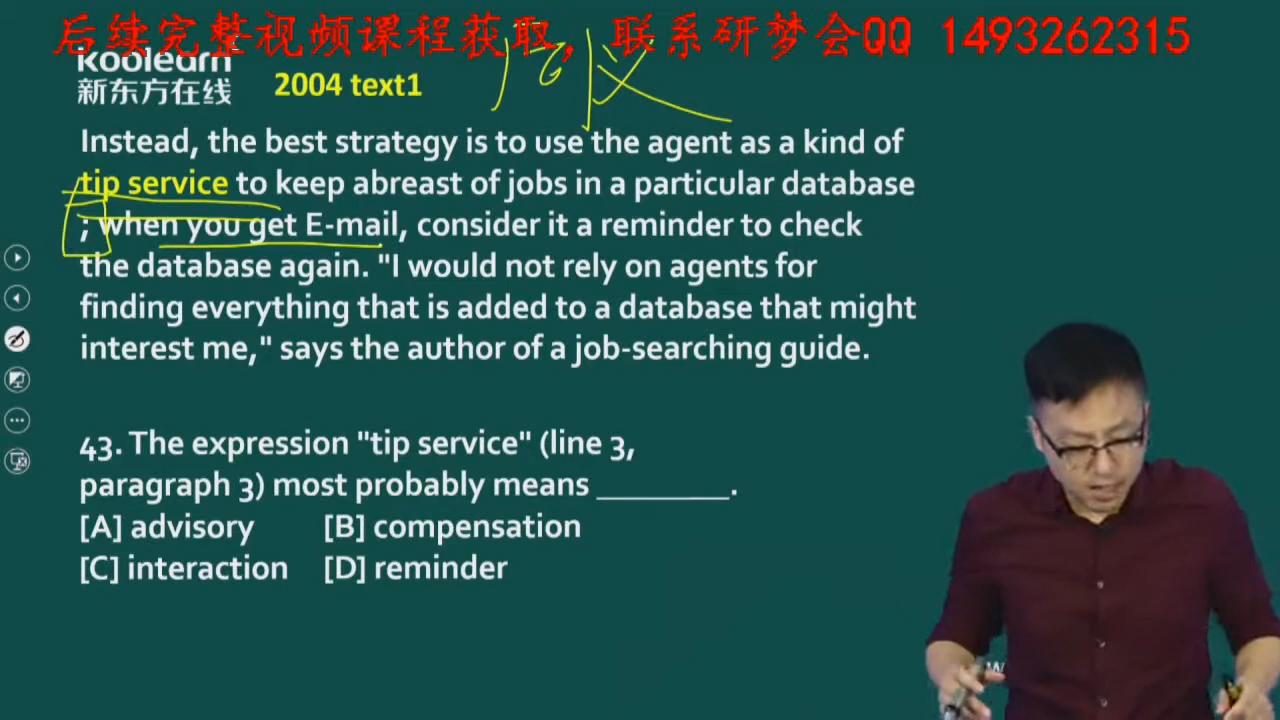 后续完整视频课程获取，联系研梦会QQ 1493262315
koolearn
新东方在线
2004 text1
Instead, the best strategy is to use the agent as a kind of
tip service to keep abreast of jobs in a particular database
; when you get E-mail, consider it a reminder to check
the database again. "I would not rely on agents for
finding everything that is added to a database that might
interest me," says the author of a job-searching guide.
43. The expression "tip service" (line 3,
paragraph 3) most probably means ________.
[A] advisory [B] compensation
[C] interaction [D] reminder